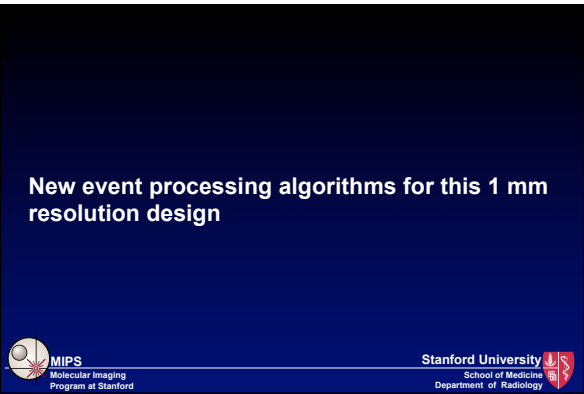 New event processing algorithms for this 1 mm
resolution design
MIPS
Molecular Imaging
Program at Stanford
Stanford University
School of Medicine
Department of Radiology